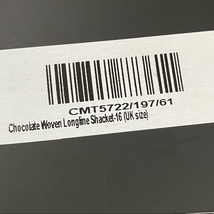 CMT5722/197/61
Chocolate Woven Longline Shacket-16 (UK size)